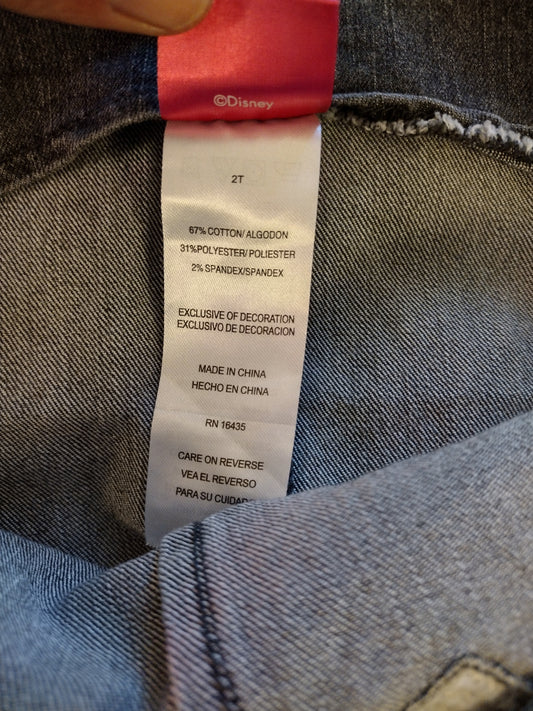 ©Disney
2T
67% COTTON/ ALGODON
31%POLYESTER/ POLIESTER
2% SPANDEX/SPANDEX
EXCLUSIVE OF DECORATION
EXCLUSIVO DE DECORACION
MADE IN CHINA
HECHO EN CHINA
RN 16435
CARE ON REVERSE
VEA EL REVERSO
PARA SU